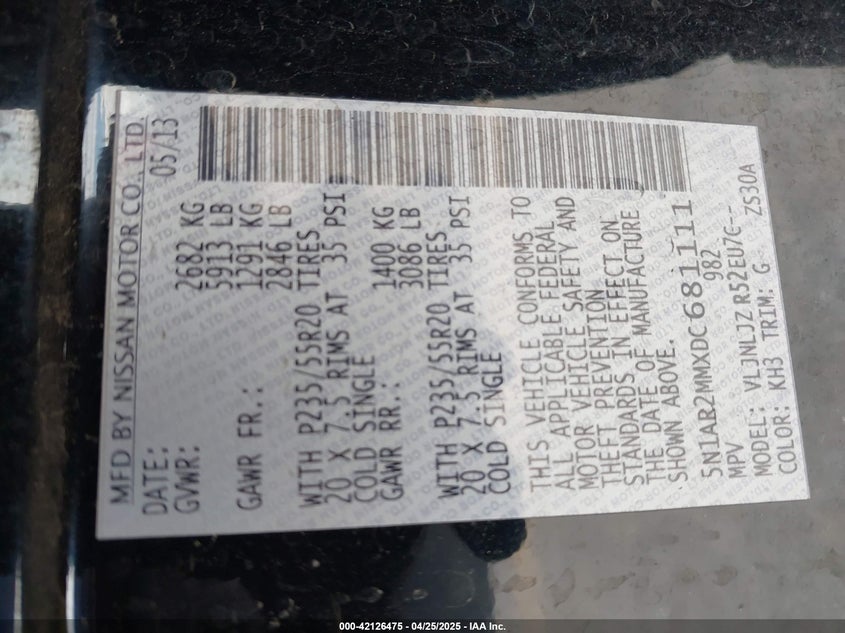 MFD BY NISSAN MOTOR CO., LTD.
DATE: 05/13
GVWR: 2682 KG
5913 LB
GAWR FR.: 1291 KG
2846 LB
WITH P235/55R20 TIRES
20 X 7.5 RIMS AT 35 PSI
COLD SINGLE
GAWR RR.: 1400 KG
3086 LB
WITH P235/55R20 TIRES
20 X 7.5 RIMS AT 35 PSI
COLD SINGLE
THIS VEHICLE CONFORMS TO
ALL APPLICABLE FEDERAL
MOTOR VEHICLE SAFETY AND
THEFT PREVENTION
STANDARDS IN EFFECT ON
THE DATE OF MANUFACTURE
SHOWN ABOVE.
5N1AR2MMXDC681111
MPV 982
MODEL: VLJNLJZ R52EU7C---
COLOR: KH3 TRIM: G ZS30A
000-42126475 - 04/25/2025 - IAA Inc.